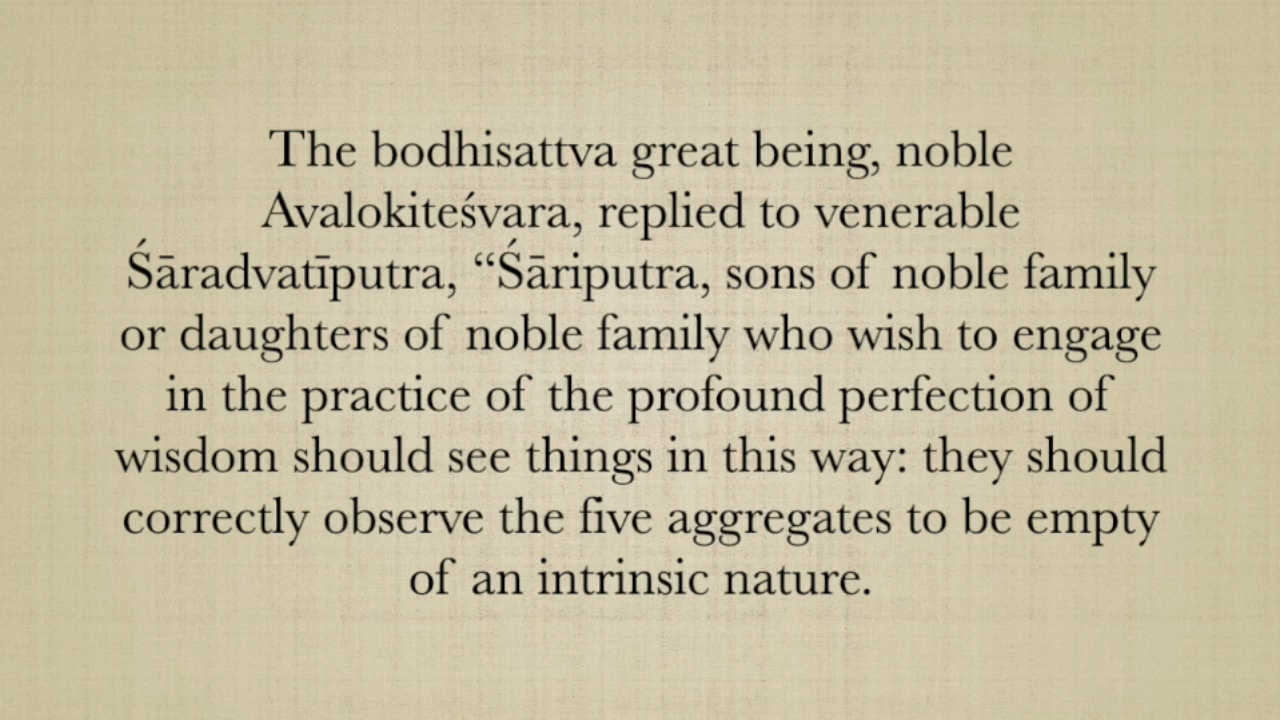 The bodhisattva great being, noble
Avalokiteśvara, replied to venerable
Śāradvatīputra, “Śāriputra, sons of noble family
or daughters of noble family who wish to engage
in the practice of the profound perfection of
wisdom should see things in this way: they should
correctly observe the five aggregates to be empty
of an intrinsic nature.